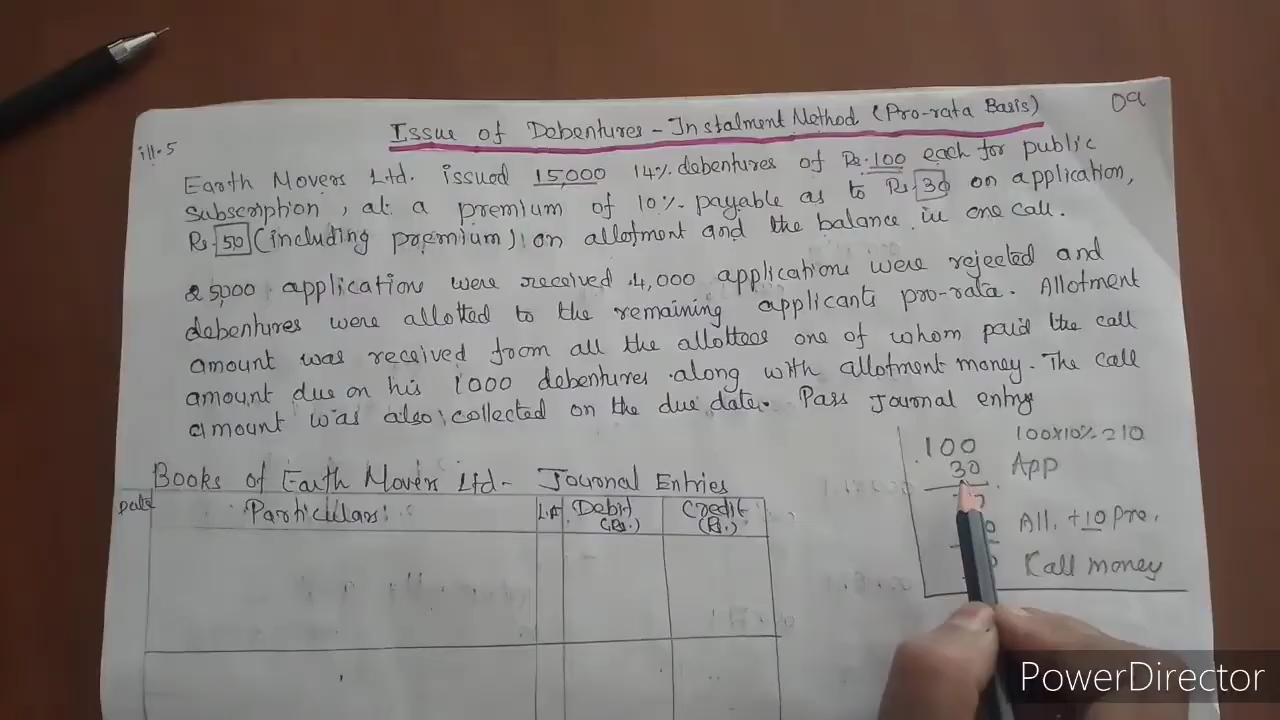 09
Issue of Debentures - Instalment Method (Pro-rata Basis)
ill.5
Earth Movers Ltd. issued 15,000 14% debentures of Rs.100 each for public
subscription, at a premium of 10% payable as to Rs.30 on application,
Rs.50 (including premium) on allotment and the balance in one call.
25,000 application were received 4,000 applications were rejected and
debentures were allotted to the remaining applicants pro-rata. Allotment
amount was received from all the allottees one of whom paid the call
amount due on his 1000 debentures along with allotment money. The call
amount was also collected on the due date. Pass Journal entry
100 100x10%=10
30 App
All. +10 Pre.
Call money
Books of Earth Movers Ltd- Journal Entries
Date Particulars L.F Debit (Rs.) Credit (Rs.)
PowerDirector